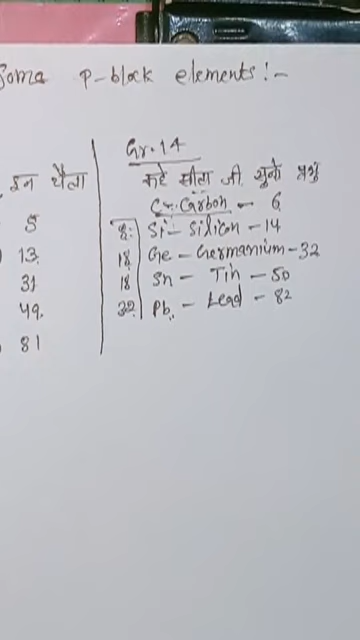 Some P-block elements:-
इन थैला
5
13
31
49
81
Gr. 14
कहे सीता जी सुनो प्रभु
C - Carbon - 6
8 Si - Silicon - 14
18 Ge - Germanium - 32
18 Sn - Tin - 50
32 Pb - Lead - 82